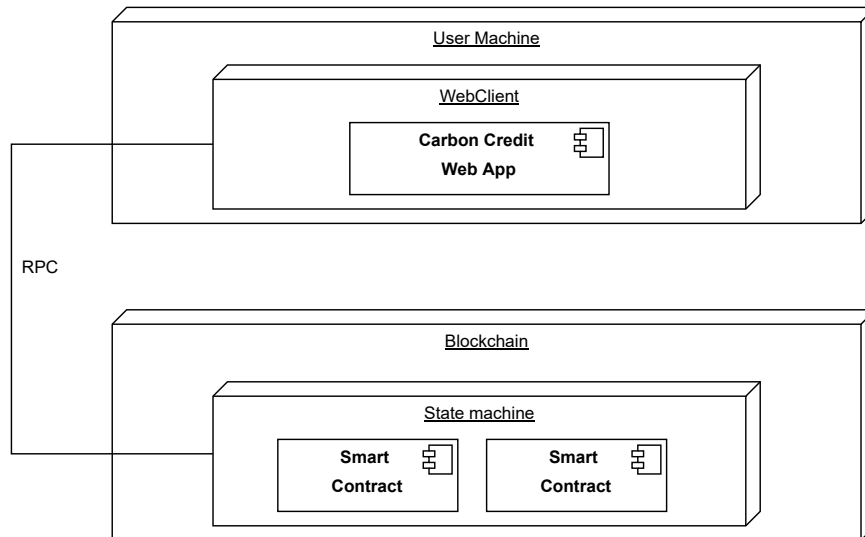 User Machine
WebClient
Carbon Credit
Web App
RPC
Blockchain
State machine
Smart
Contract
Smart
Contract